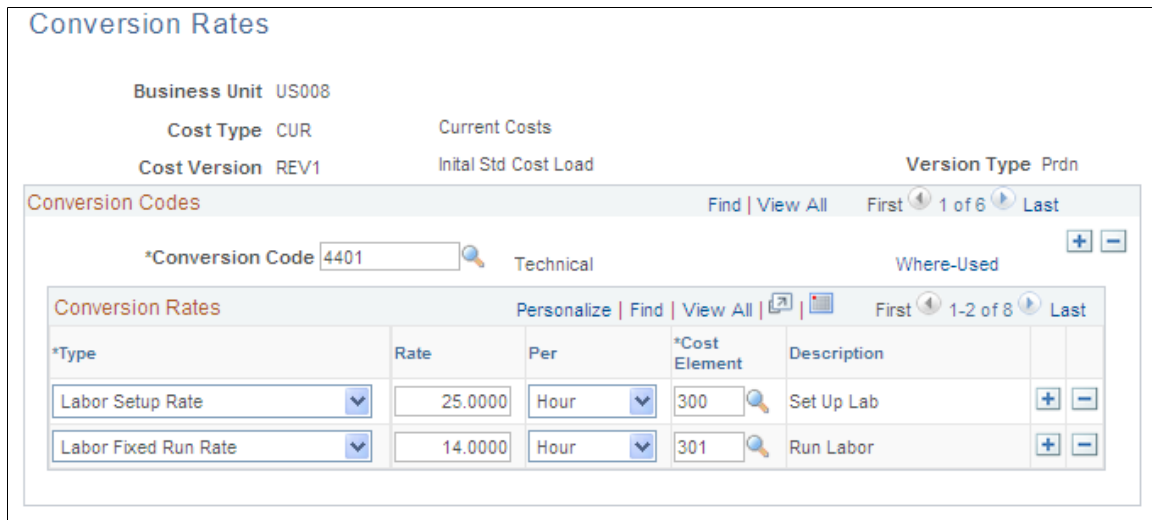 Conversion Rates
Business Unit US008
Cost Type CUR Current Costs
Cost Version REV1 Inital Std Cost Load Version Type Prdn
Conversion Codes Find | View All First 1 of 6 Last
*Conversion Code 4401 Technical Where-Used
Conversion Rates Personalize | Find | View All | | First 1-2 of 8 Last
*Type Rate Per *Cost Element Description
Labor Setup Rate 25.0000 Hour 300 Set Up Lab
Labor Fixed Run Rate 14.0000 Hour 301 Run Labor